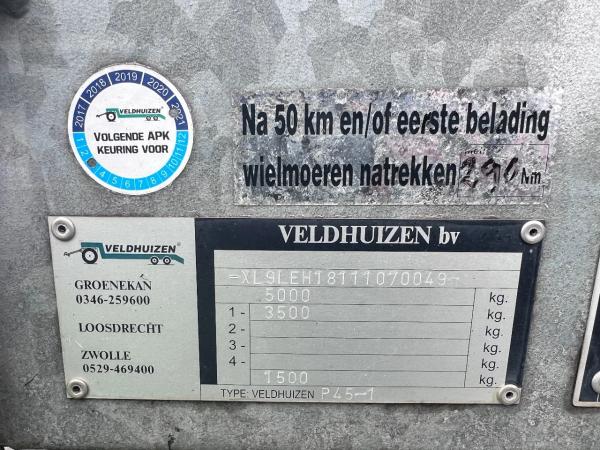 2017 2018 2019 2020 2021
VELDHUIZEN
VOLGENDE APK
KEURING VOOR
1 2 3 4 5 6 7 8 9 10 11 12
Na 50 km en/of eerste belading
wielmoeren natrekken 290 Nm
VELDHUIZEN®
GROENEKAN
0346-259600
LOOSDRECHT
ZWOLLE
0529-469400
VELDHUIZEN bv
-XL9LEH18111070049-
5000 kg.
1 - 3500 kg.
2 - kg.
3 - kg.
4 - kg.
1500 kg.
TYPE: VELDHUIZEN P45-1